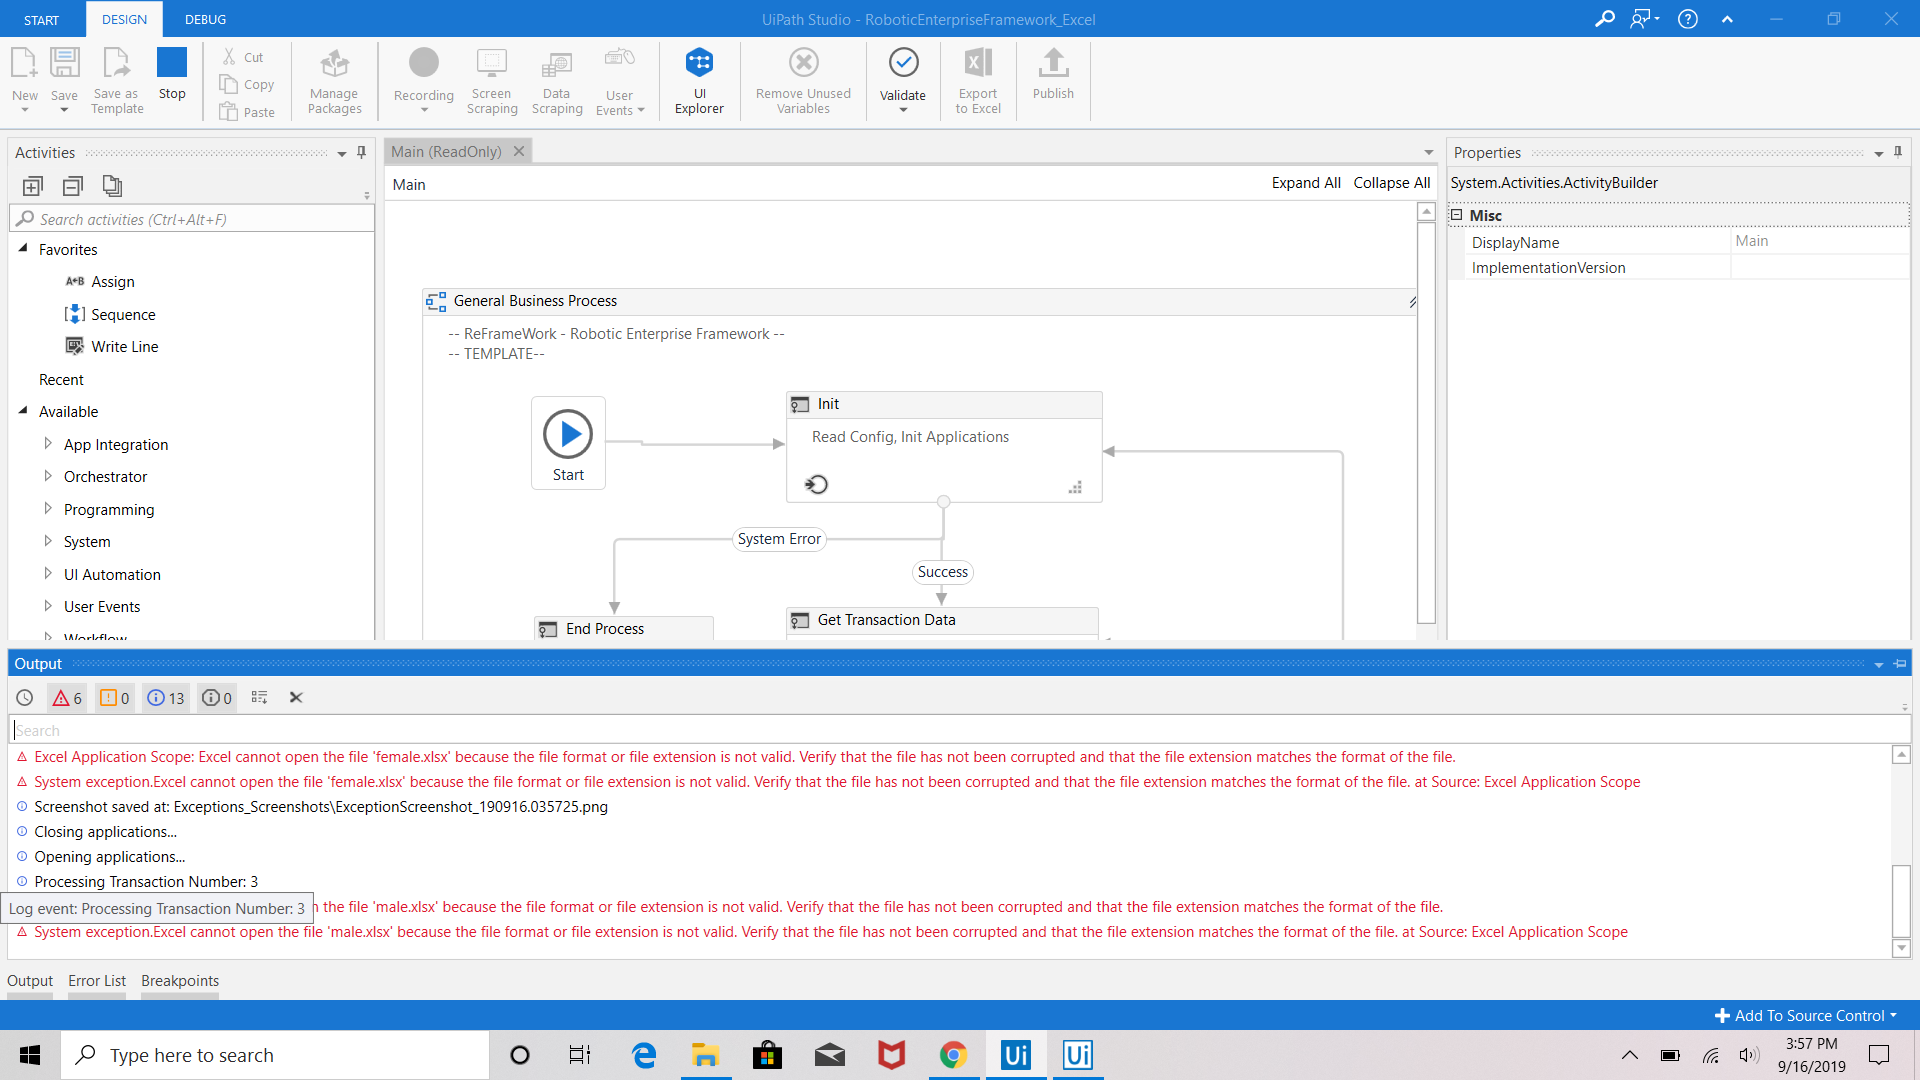 START DESIGN DEBUG UiPath Studio - RoboticEnterpriseFramework_Excel
New
Save
Save as
Template
Stop
Cut
Copy
Paste
Manage
Packages
Recording
Screen
Scraping
Data
Scraping
User
Events
UI
Explorer
Remove Unused
Variables
Validate
Export
to Excel
Publish
Activities
Search activities (Ctrl+Alt+F)
Favorites
A+B Assign
Sequence
Write Line
Recent
Available
App Integration
Orchestrator
Programming
System
UI Automation
User Events
Workflow
Main (ReadOnly)
Main Expand All Collapse All
General Business Process
-- ReFrameWork - Robotic Enterprise Framework --
-- TEMPLATE--
Start
Init
Read Config, Init Applications
System Error
Success
End Process
Get Transaction Data
Properties
System.Activities.ActivityBuilder
Misc
DisplayName Main
ImplementationVersion
Output
6 0 13 0
Search
Excel Application Scope: Excel cannot open the file 'female.xlsx' because the file format or file extension is not valid. Verify that the file has not been corrupted and that the file extension matches the format of the file.
System exception.Excel cannot open the file 'female.xlsx' because the file format or file extension is not valid. Verify that the file has not been corrupted and that the file extension matches the format of the file. at Source: Excel Application Scope
Screenshot saved at: Exceptions_Screenshots\ExceptionScreenshot_190916.035725.png
Closing applications...
Opening applications...
Processing Transaction Number: 3
Log event: Processing Transaction Number: 3
the file 'male.xlsx' because the file format or file extension is not valid. Verify that the file has not been corrupted and that the file extension matches the format of the file.
System exception.Excel cannot open the file 'male.xlsx' because the file format or file extension is not valid. Verify that the file has not been corrupted and that the file extension matches the format of the file. at Source: Excel Application Scope
Output Error List Breakpoints
Add To Source Control
Type here to search
Ui
Ui
3:57 PM
9/16/2019